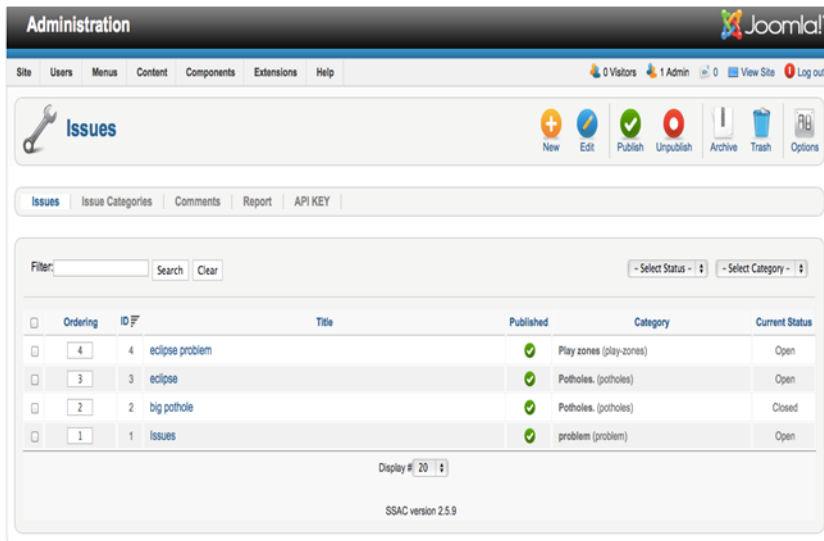 Administration
Joomla!
Site Users Menus Content Components Extensions Help
0 Visitors 1 Admin 0 View Site Log out
Issues
New Edit Publish Unpublish Archive Trash Options
Issues Issue Categories Comments Report API KEY
Filter: Search Clear - Select Status - - Select Category -
Ordering ID Title Published Category Current Status
4 4 eclipse problem Play zones (play-zones) Open
3 3 eclipse Potholes. (potholes) Open
2 2 big pothole Potholes. (potholes) Closed
1 1 Issues problem (problem) Open
Display # 20
SSAC version 2.5.9